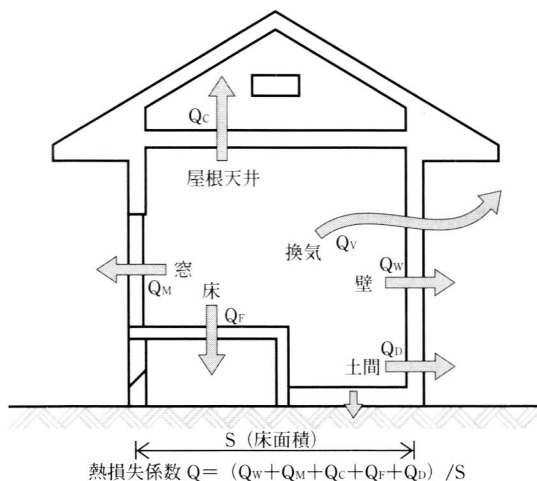 Qc
屋根天井
換気
Qv
窓
QM
壁
Qw
床
QF
土間
QD
S（床面積）
熱損失係数 Q＝（Qw＋QM＋Qc＋QF＋QD）/S